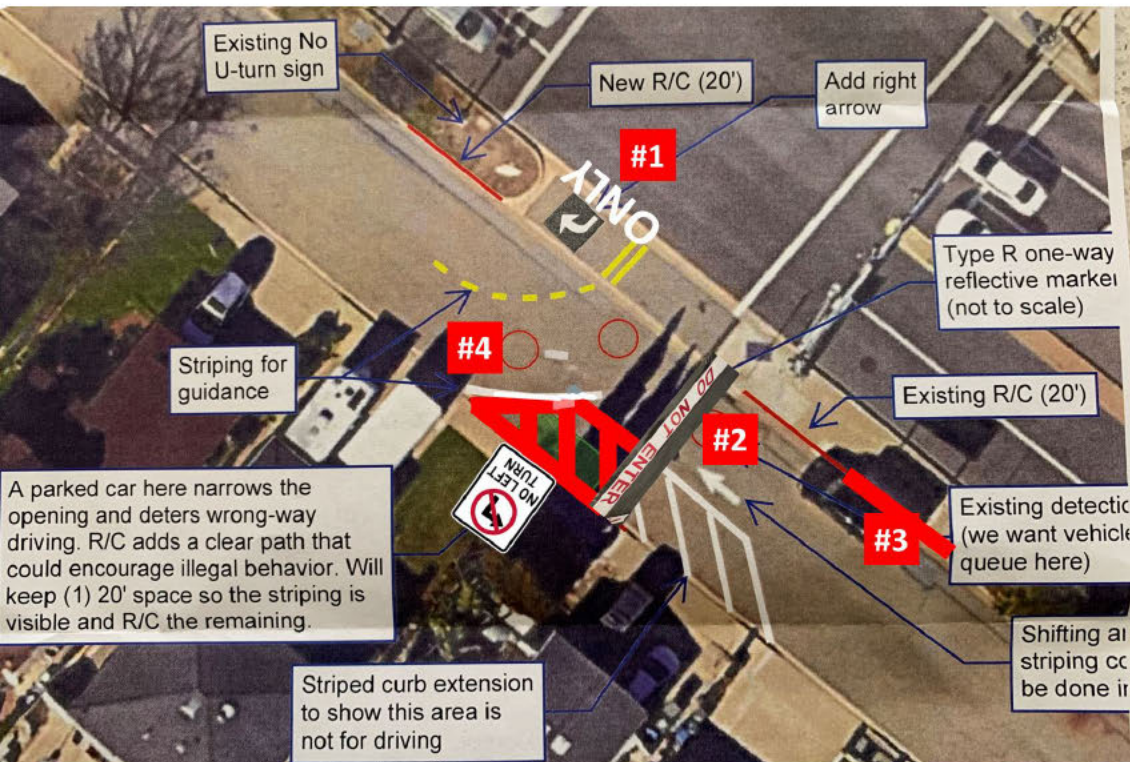 Existing No
U-turn sign
New R/C (20')
Add right
arrow
#1
ONLY
Type R one-way
reflective marker
(not to scale)
#4
Striping for
guidance
DO NOT ENTER
#2
Existing R/C (20')
NO LEFT
TURN
A parked car here narrows the
opening and deters wrong-way
driving. R/C adds a clear path that
could encourage illegal behavior. Will
keep (1) 20' space so the striping is
visible and R/C the remaining.
#3
Existing detectic
(we want vehicle
queue here)
Shifting
striping
be done
Striped curb extension
to show this area is
not for driving